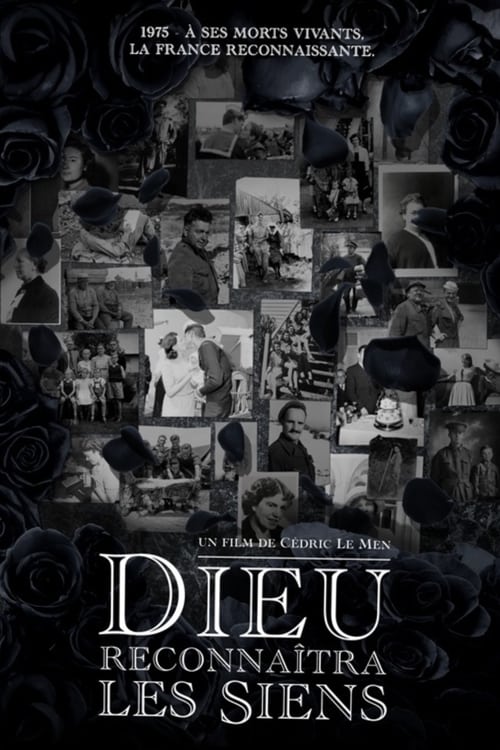 1975 - À SES MORTS VIVANTS,
LA FRANCE RECONNAISSANTE.
UN FILM DE CÉDRIC LE MEN
DIEU
RECONNAÎTRA
LES SIENS